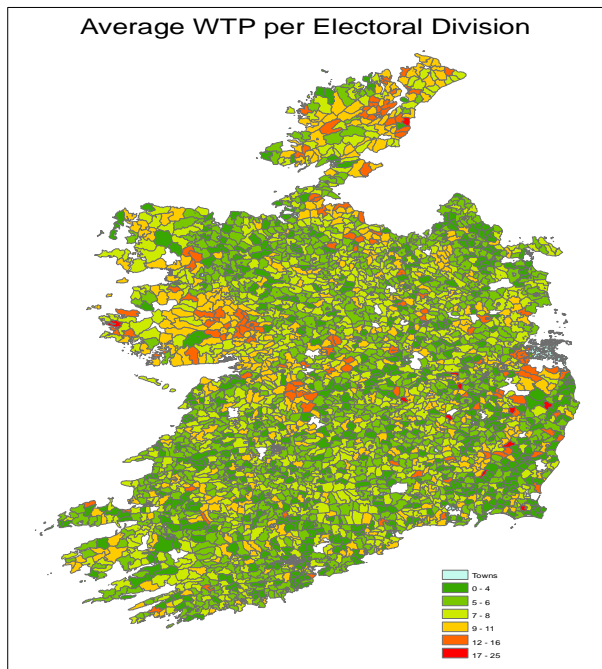 Average WTP per Electoral Division
Towns
0 - 4
5 - 6
7 - 8
9 - 11
12 - 16
17 - 25